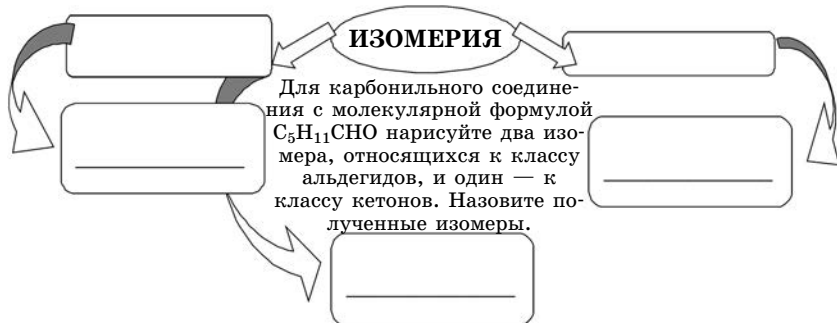 ИЗОМЕРИЯ
Для карбонильного соедине-
ния с молекулярной формулой
C₅H₁₁CHO нарисуйте два изо-
мера, относящихся к классу
альдегидов, и один — к
классу кетонов. Назовите по-
лученные изомеры.